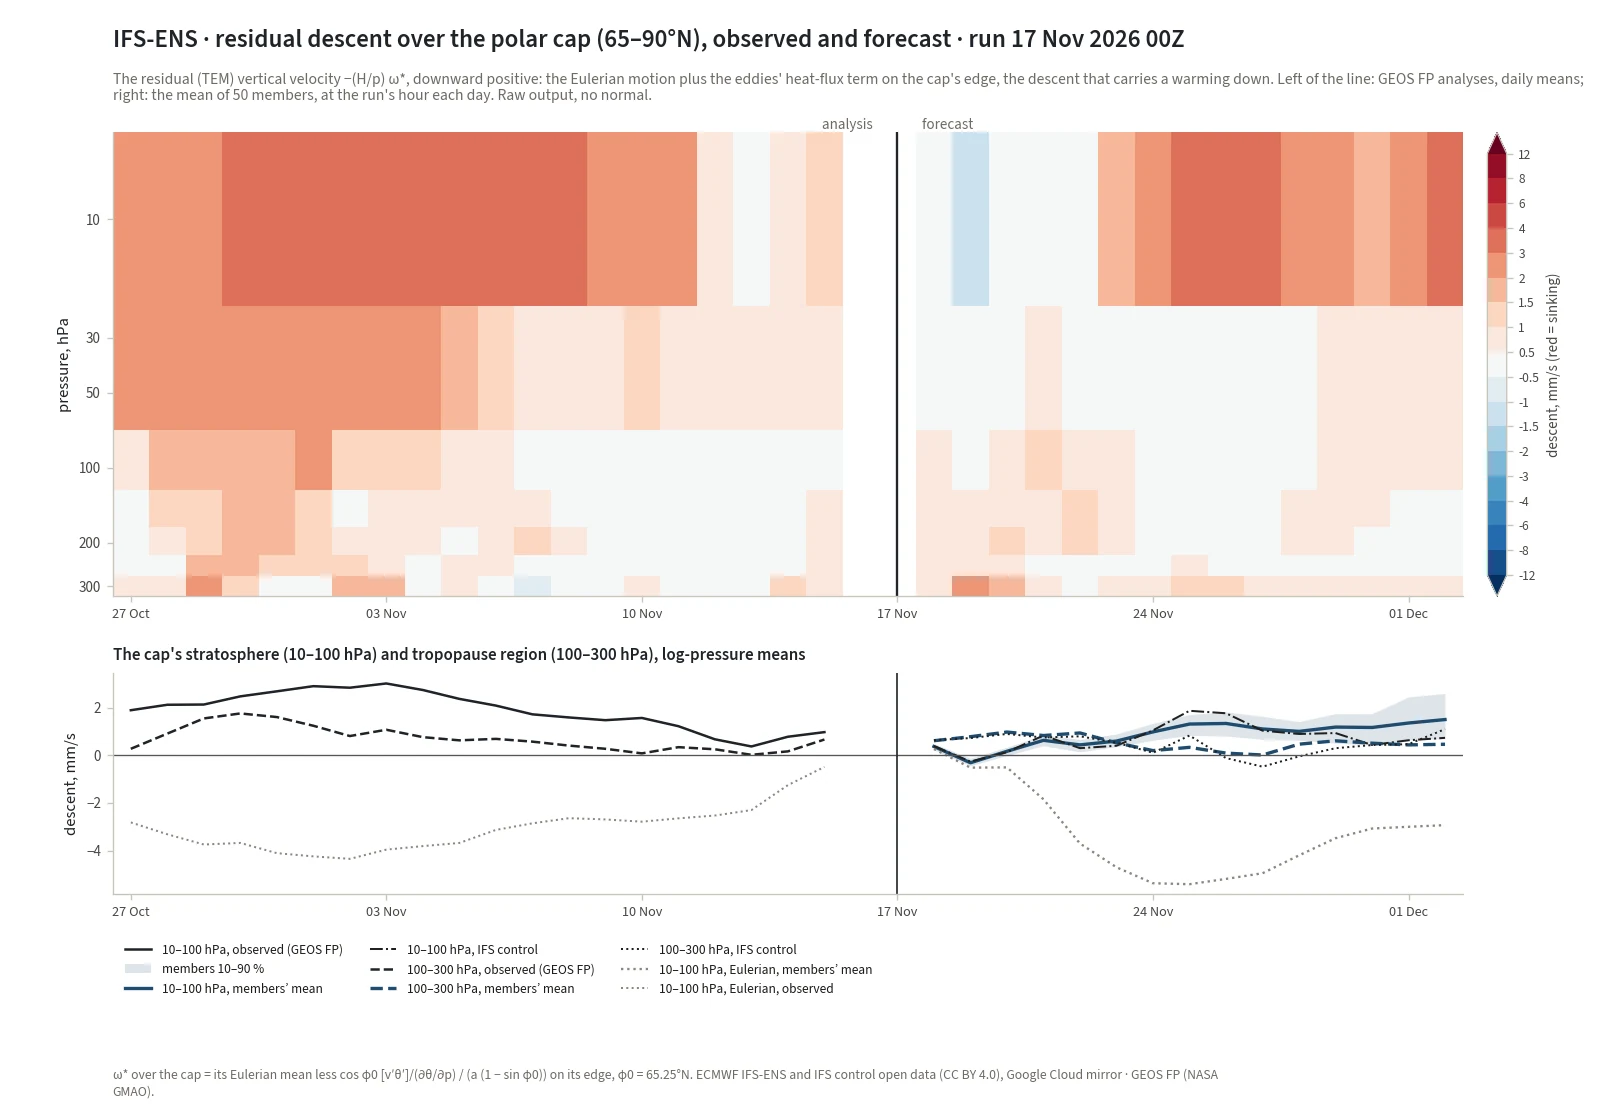 IFS-ENS · residual descent over the polar cap (65–90°N), observed and forecast · run 17 Nov 2026 00Z
The residual (TEM) vertical velocity −(H/p) ω*, downward positive: the Eulerian motion plus the eddies' heat-flux term on the cap's edge, the descent that carries a warming down. Left of the line: GEOS FP analyses, daily means;
right: the mean of 50 members, at the run's hour each day. Raw output, no normal.
analysis
forecast
10
30
50
100
200
300
pressure, hPa
27 Oct
03 Nov
10 Nov
17 Nov
24 Nov
01 Dec
12
8
6
4
3
2
1.5
1
0.5
-0.5
-1
-1.5
-2
-3
-4
-6
-8
-12
descent, mm/s (red = sinking)
The cap's stratosphere (10–100 hPa) and tropopause region (100–300 hPa), log-pressure means
2
0
−2
−4
descent, mm/s
27 Oct
03 Nov
10 Nov
17 Nov
24 Nov
01 Dec
10–100 hPa, observed (GEOS FP)
members 10–90 %
10–100 hPa, members’ mean
10–100 hPa, IFS control
100–300 hPa, observed (GEOS FP)
100–300 hPa, members’ mean
100–300 hPa, IFS control
10–100 hPa, Eulerian, members’ mean
10–100 hPa, Eulerian, observed
ω* over the cap = its Eulerian mean less cos φ0 [v′θ′]/(∂θ/∂p) / (a (1 − sin φ0)) on its edge, φ0 = 65.25°N. ECMWF IFS-ENS and IFS control open data (CC BY 4.0), Google Cloud mirror · GEOS FP (NASA
GMAO).